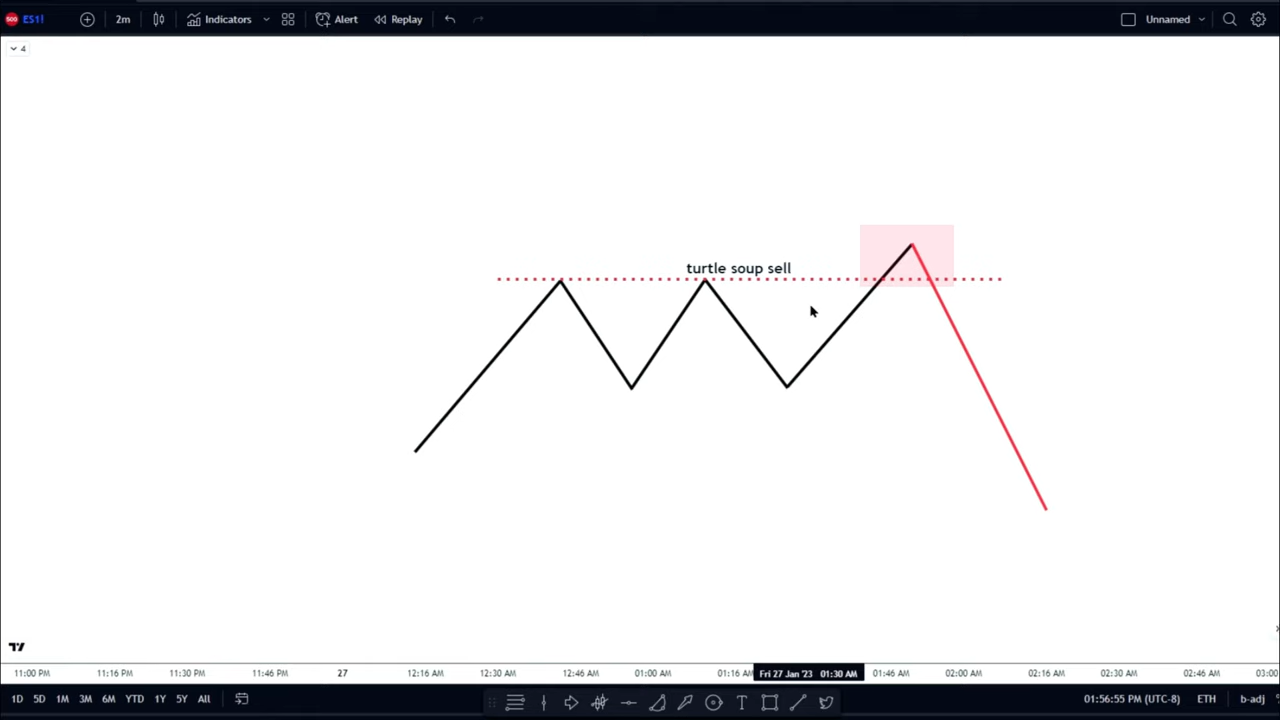 500 ES1! 2m Indicators Alert Replay Unnamed
4
turtle soup sell
11:00 PM 11:16 PM 11:30 PM 11:46 PM 27 12:16 AM 12:30 AM 12:46 AM 01:00 AM 01:16 AM Fri 27 Jan '23 01:30 AM 01:46 AM 02:00 AM 02:16 AM 02:30 AM 02:46 AM 03:00
1D 5D 1M 3M 6M YTD 1Y 5Y All 01:56:55 PM (UTC-8) ETH b-adj